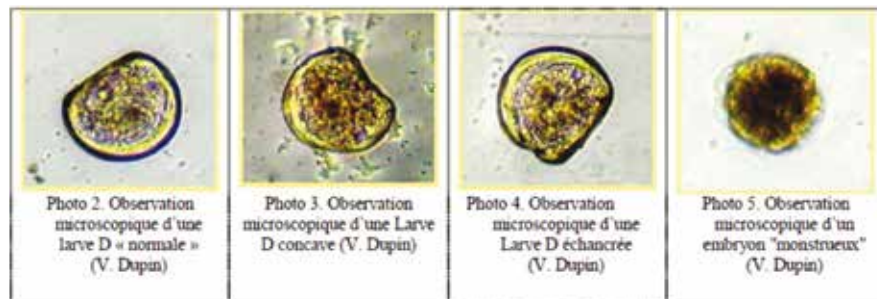 Photo 2. Observation
microscopique d'une
larve D « normale »
(V. Dupin)
Photo 3. Observation
microscopique d'une Larve
D concave (V. Dupin)
Photo 4. Observation
microscopique d'une
Larve D échancrée
(V. Dupin)
Photo 5. Observation
microscopique d'un
embryon "monstrueux"
(V. Dupin)